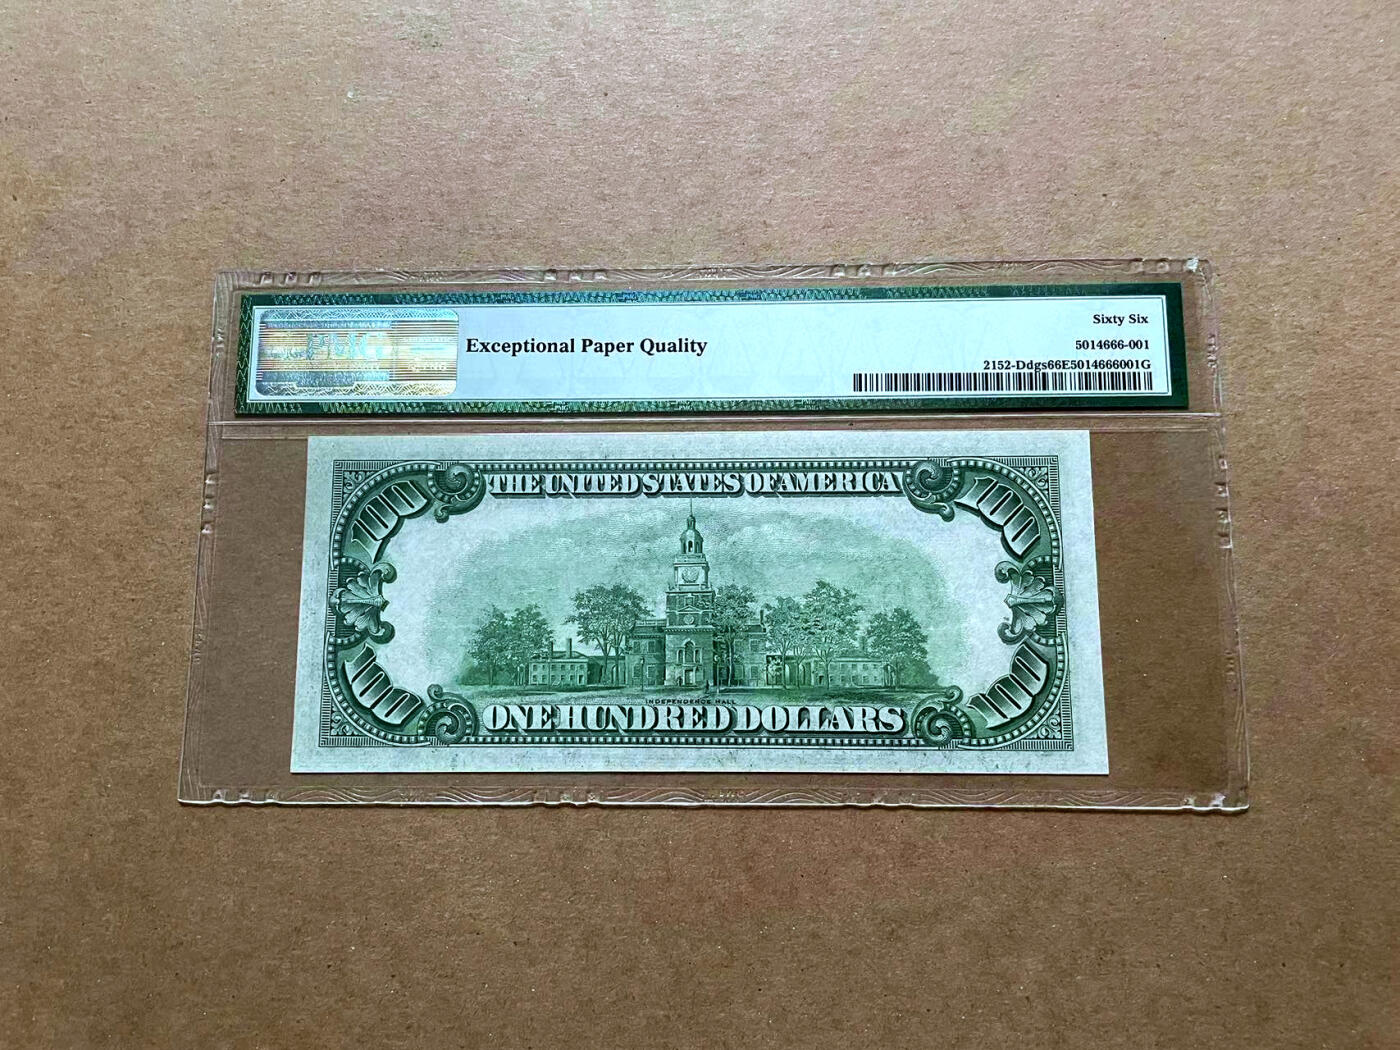 PMG
Exceptional Paper Quality
Sixty Six
5014666-001
2152-Ddgs66E5014666001G
THE UNITED STATES OF AMERICA
100
100
INDEPENDENCE HALL
100
ONE HUNDRED DOLLARS
100